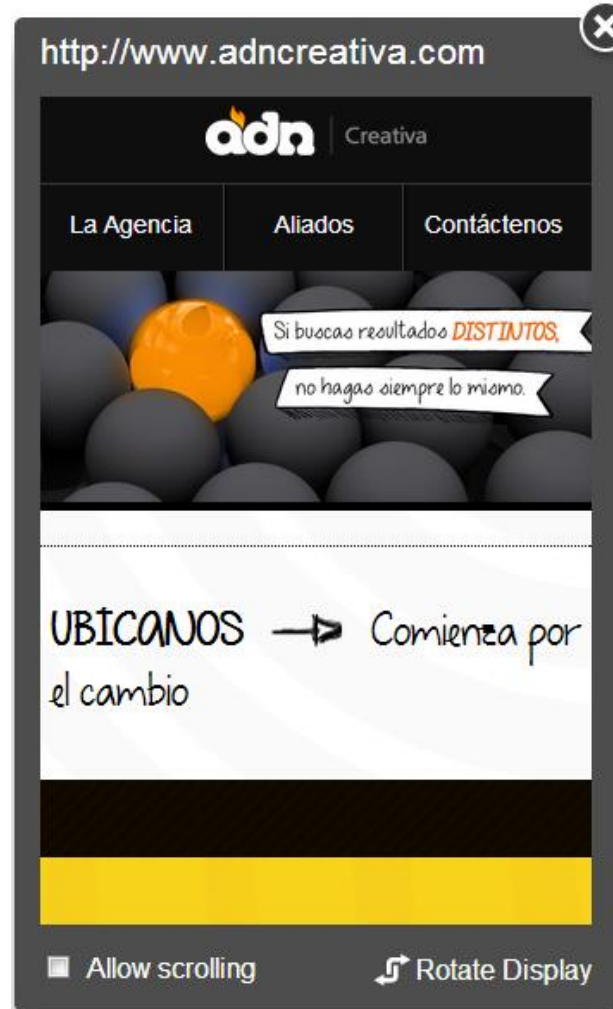 http://www.adncreativa.com
adn Creativa
La Agencia Aliados Contáctenos
Si buscas resultados DISTINTOS,
no hagas siempre lo mismo.
UBICANOS Comienza por
el cambio
Allow scrolling Rotate Display